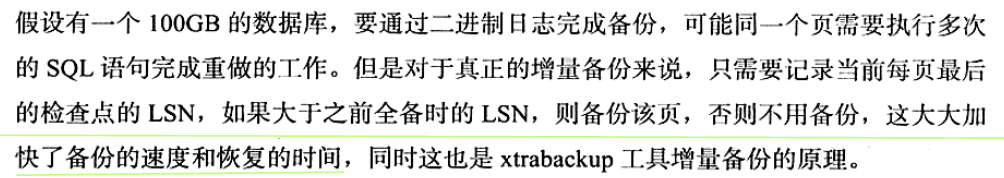 假设有一个 100GB 的数据库，要通过二进制日志完成备份，可能同一个页需要执行多次
的 SQL 语句完成重做的工作。但是对于真正的增量备份来说，只需要记录当前每页最后
的检查点的 LSN，如果大于之前全备时的 LSN，则备份该页，否则不用备份，这大大加
快了备份的速度和恢复的时间，同时这也是 xtrabackup 工具增量备份的原理。